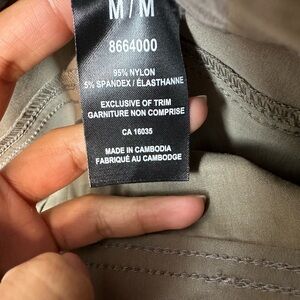 M / M
8664000
95% NYLON
5% SPANDEX / ÉLASTHANNE
EXCLUSIVE OF TRIM
GARNITURE NON COMPRISE
CA 16035
MADE IN CAMBODIA
FABRIQUÉ AU CAMBODGE